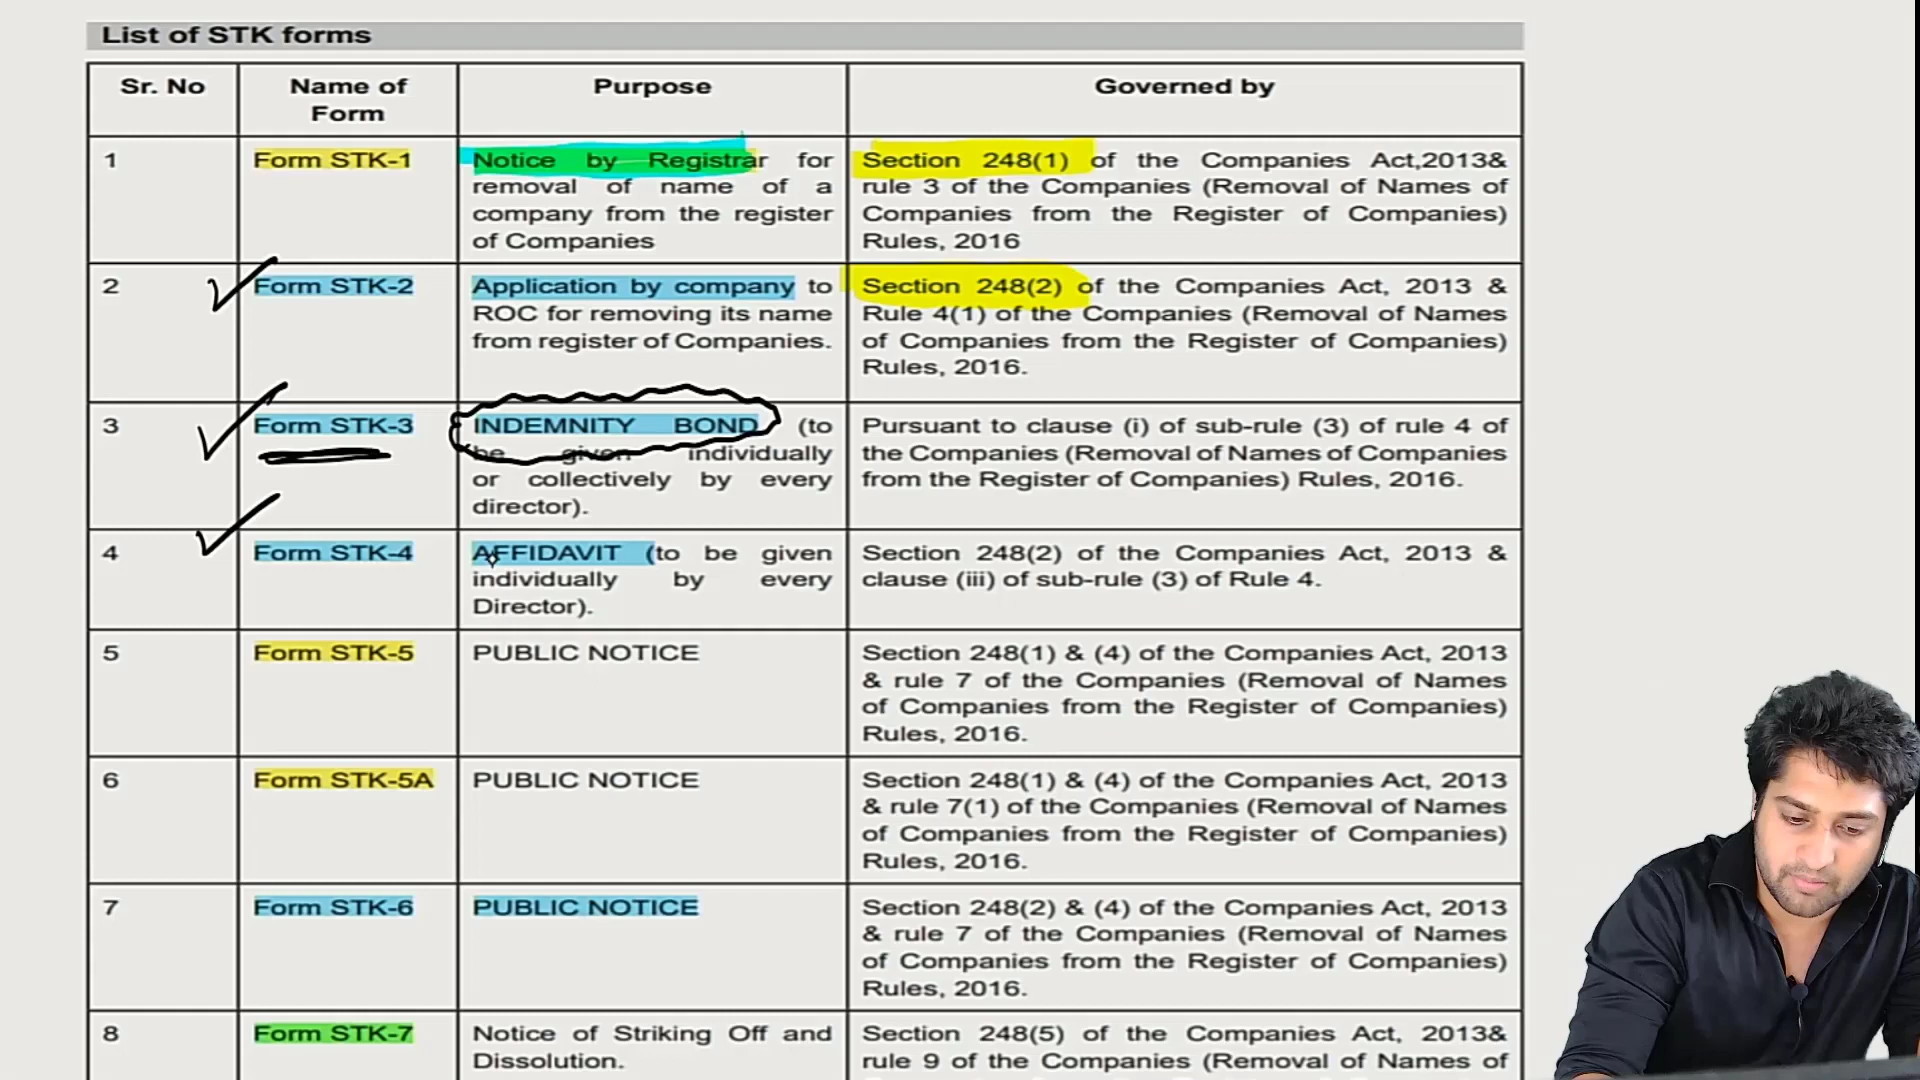 List of STK forms
Sr. No
Name of
Form
Purpose
Governed by
1
Form STK-1
Notice by Registrar for
removal of name of a
company from the register
of Companies
Section 248(1) of the Companies Act,2013&
rule 3 of the Companies (Removal of Names of
Companies from the Register of Companies)
Rules, 2016
2
Form STK-2
Application by company to
ROC for removing its name
from register of Companies.
Section 248(2) of the Companies Act, 2013 &
Rule 4(1) of the Companies (Removal of Names
of Companies from the Register of Companies)
Rules, 2016.
3
Form STK-3
INDEMNITY BOND (to
be given individually
or collectively by every
director).
Pursuant to clause (i) of sub-rule (3) of rule 4 of
the Companies (Removal of Names of Companies
from the Register of Companies) Rules, 2016.
4
Form STK-4
AFFIDAVIT (to be given
individually by every
Director).
Section 248(2) of the Companies Act, 2013 &
clause (iii) of sub-rule (3) of Rule 4.
5
Form STK-5
PUBLIC NOTICE
Section 248(1) & (4) of the Companies Act, 2013
& rule 7 of the Companies (Removal of Names
of Companies from the Register of Companies)
Rules, 2016.
6
Form STK-5A
PUBLIC NOTICE
Section 248(1) & (4) of the Companies Act, 2013
& rule 7(1) of the Companies (Removal of Names
of Companies from the Register of Companies)
Rules, 2016.
7
Form STK-6
PUBLIC NOTICE
Section 248(2) & (4) of the Companies Act, 2013
& rule 7 of the Companies (Removal of Names
of Companies from the Register of Companies)
Rules, 2016.
8
Form STK-7
Notice of Striking Off and
Dissolution.
Section 248(5) of the Companies Act, 2013&
rule 9 of the Companies (Removal of Names of